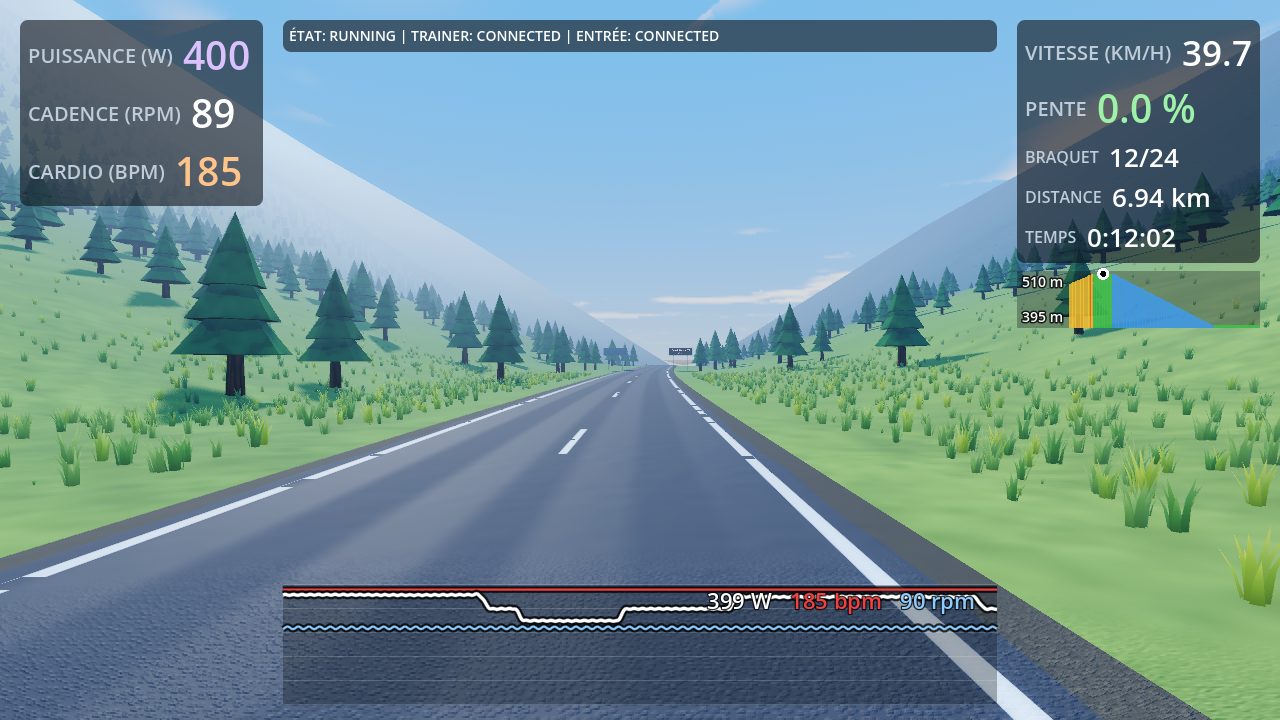 PUISSANCE (W) 400
CADENCE (RPM) 89
CARDIO (BPM) 185
ÉTAT: RUNNING | TRAINER: CONNECTED | ENTRÉE: CONNECTED
VITESSE (KM/H) 39.7
PENTE 0.0 %
BRAQUET 12/24
DISTANCE 6.94 km
TEMPS 0:12:02
510 m
395 m
399 W 185 bpm 90 rpm